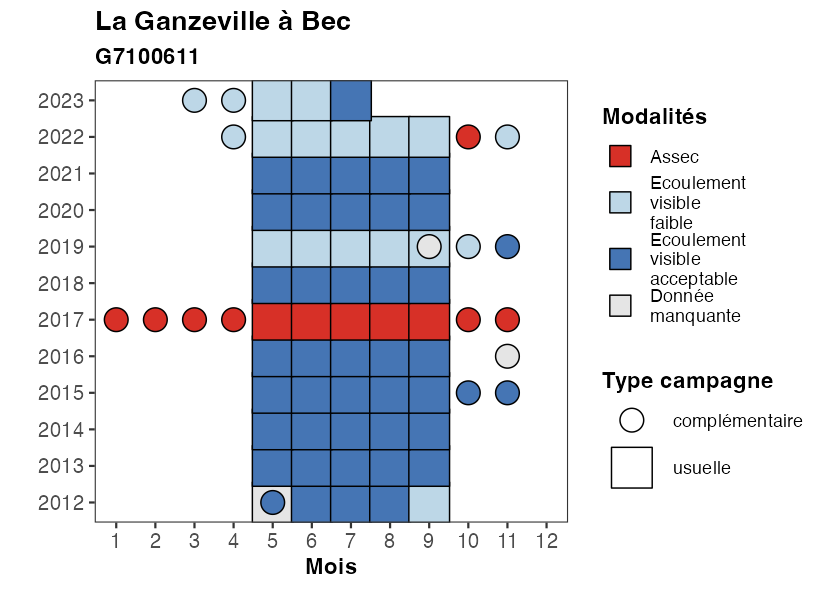 La Ganzeville à Bec
G7100611
2023
2022
2021
2020
2019
2018
2017
2016
2015
2014
2013
2012
1 2 3 4 5 6 7 8 9 10 11 12
Mois
Modalités
Assec
Ecoulement
visible
faible
Ecoulement
visible
acceptable
Donnée
manquante
Type campagne
complémentaire
usuelle